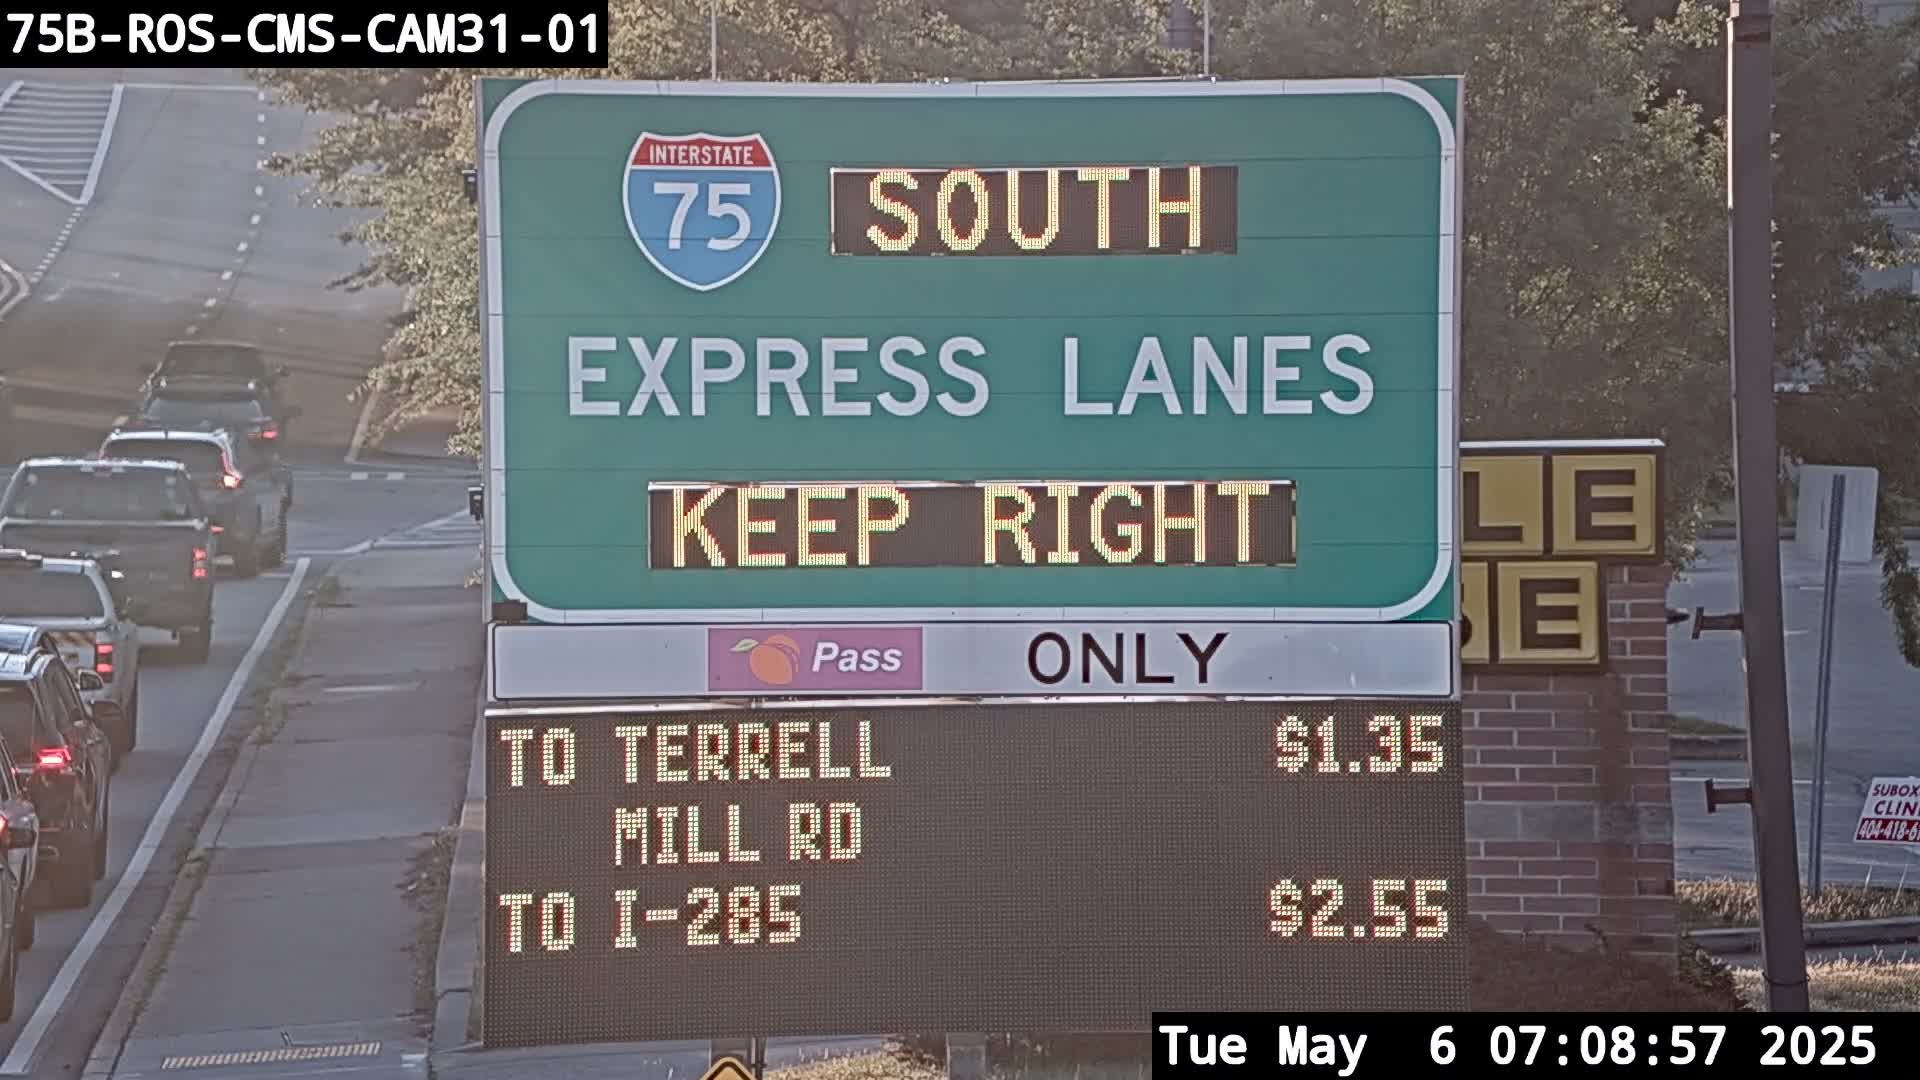 75B-ROS-CMS-CAM31-01
INTERSTATE
75
SOUTH
EXPRESS LANES
KEEP RIGHT
Pass ONLY
TO TERRELL $1.35
MILL RD
TO I-285 $2.55
LE
E
Tue May 6 07:08:57 2025